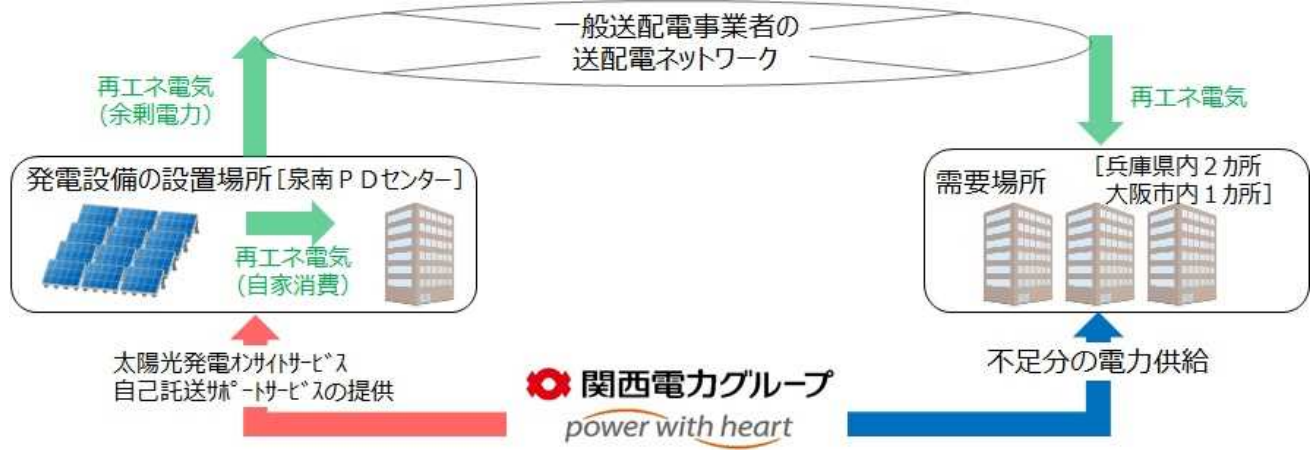 一般送配電事業者の
送配電ネットワーク
再エネ電気
(余剰電力)
再エネ電気
発電設備の設置場所[泉南ＰＤセンター]
再エネ電気
(自家消費)
需要場所
[兵庫県内２カ所
大阪市内１カ所]
太陽光発電ｵﾝｻｲﾄｻｰﾋﾞｽ
自己託送ｻﾎﾟｰﾄｻｰﾋﾞｽの提供
不足分の電力供給
関西電力グループ
power with heart